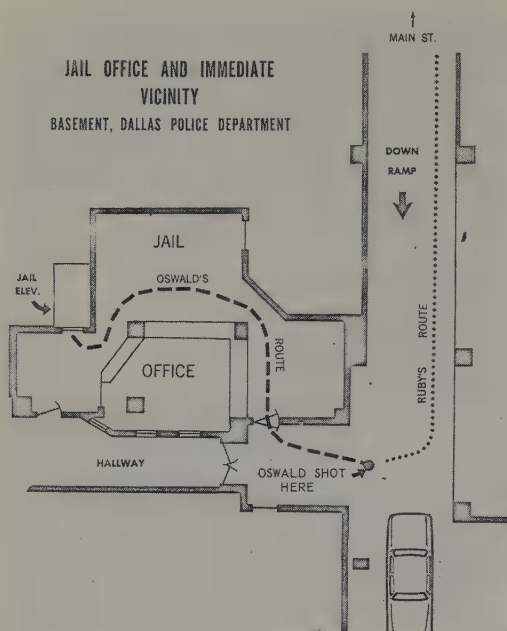 MAIN ST.
JAIL OFFICE AND IMMEDIATE
VICINITY
BASEMENT, DALLAS POLICE DEPARTMENT
DOWN
RAMP
JAIL
OSWALD'S
ROUTE
JAIL
ELEV.
OFFICE
RUBY'S ROUTE
HALLWAY
OSWALD SHOT
HERE